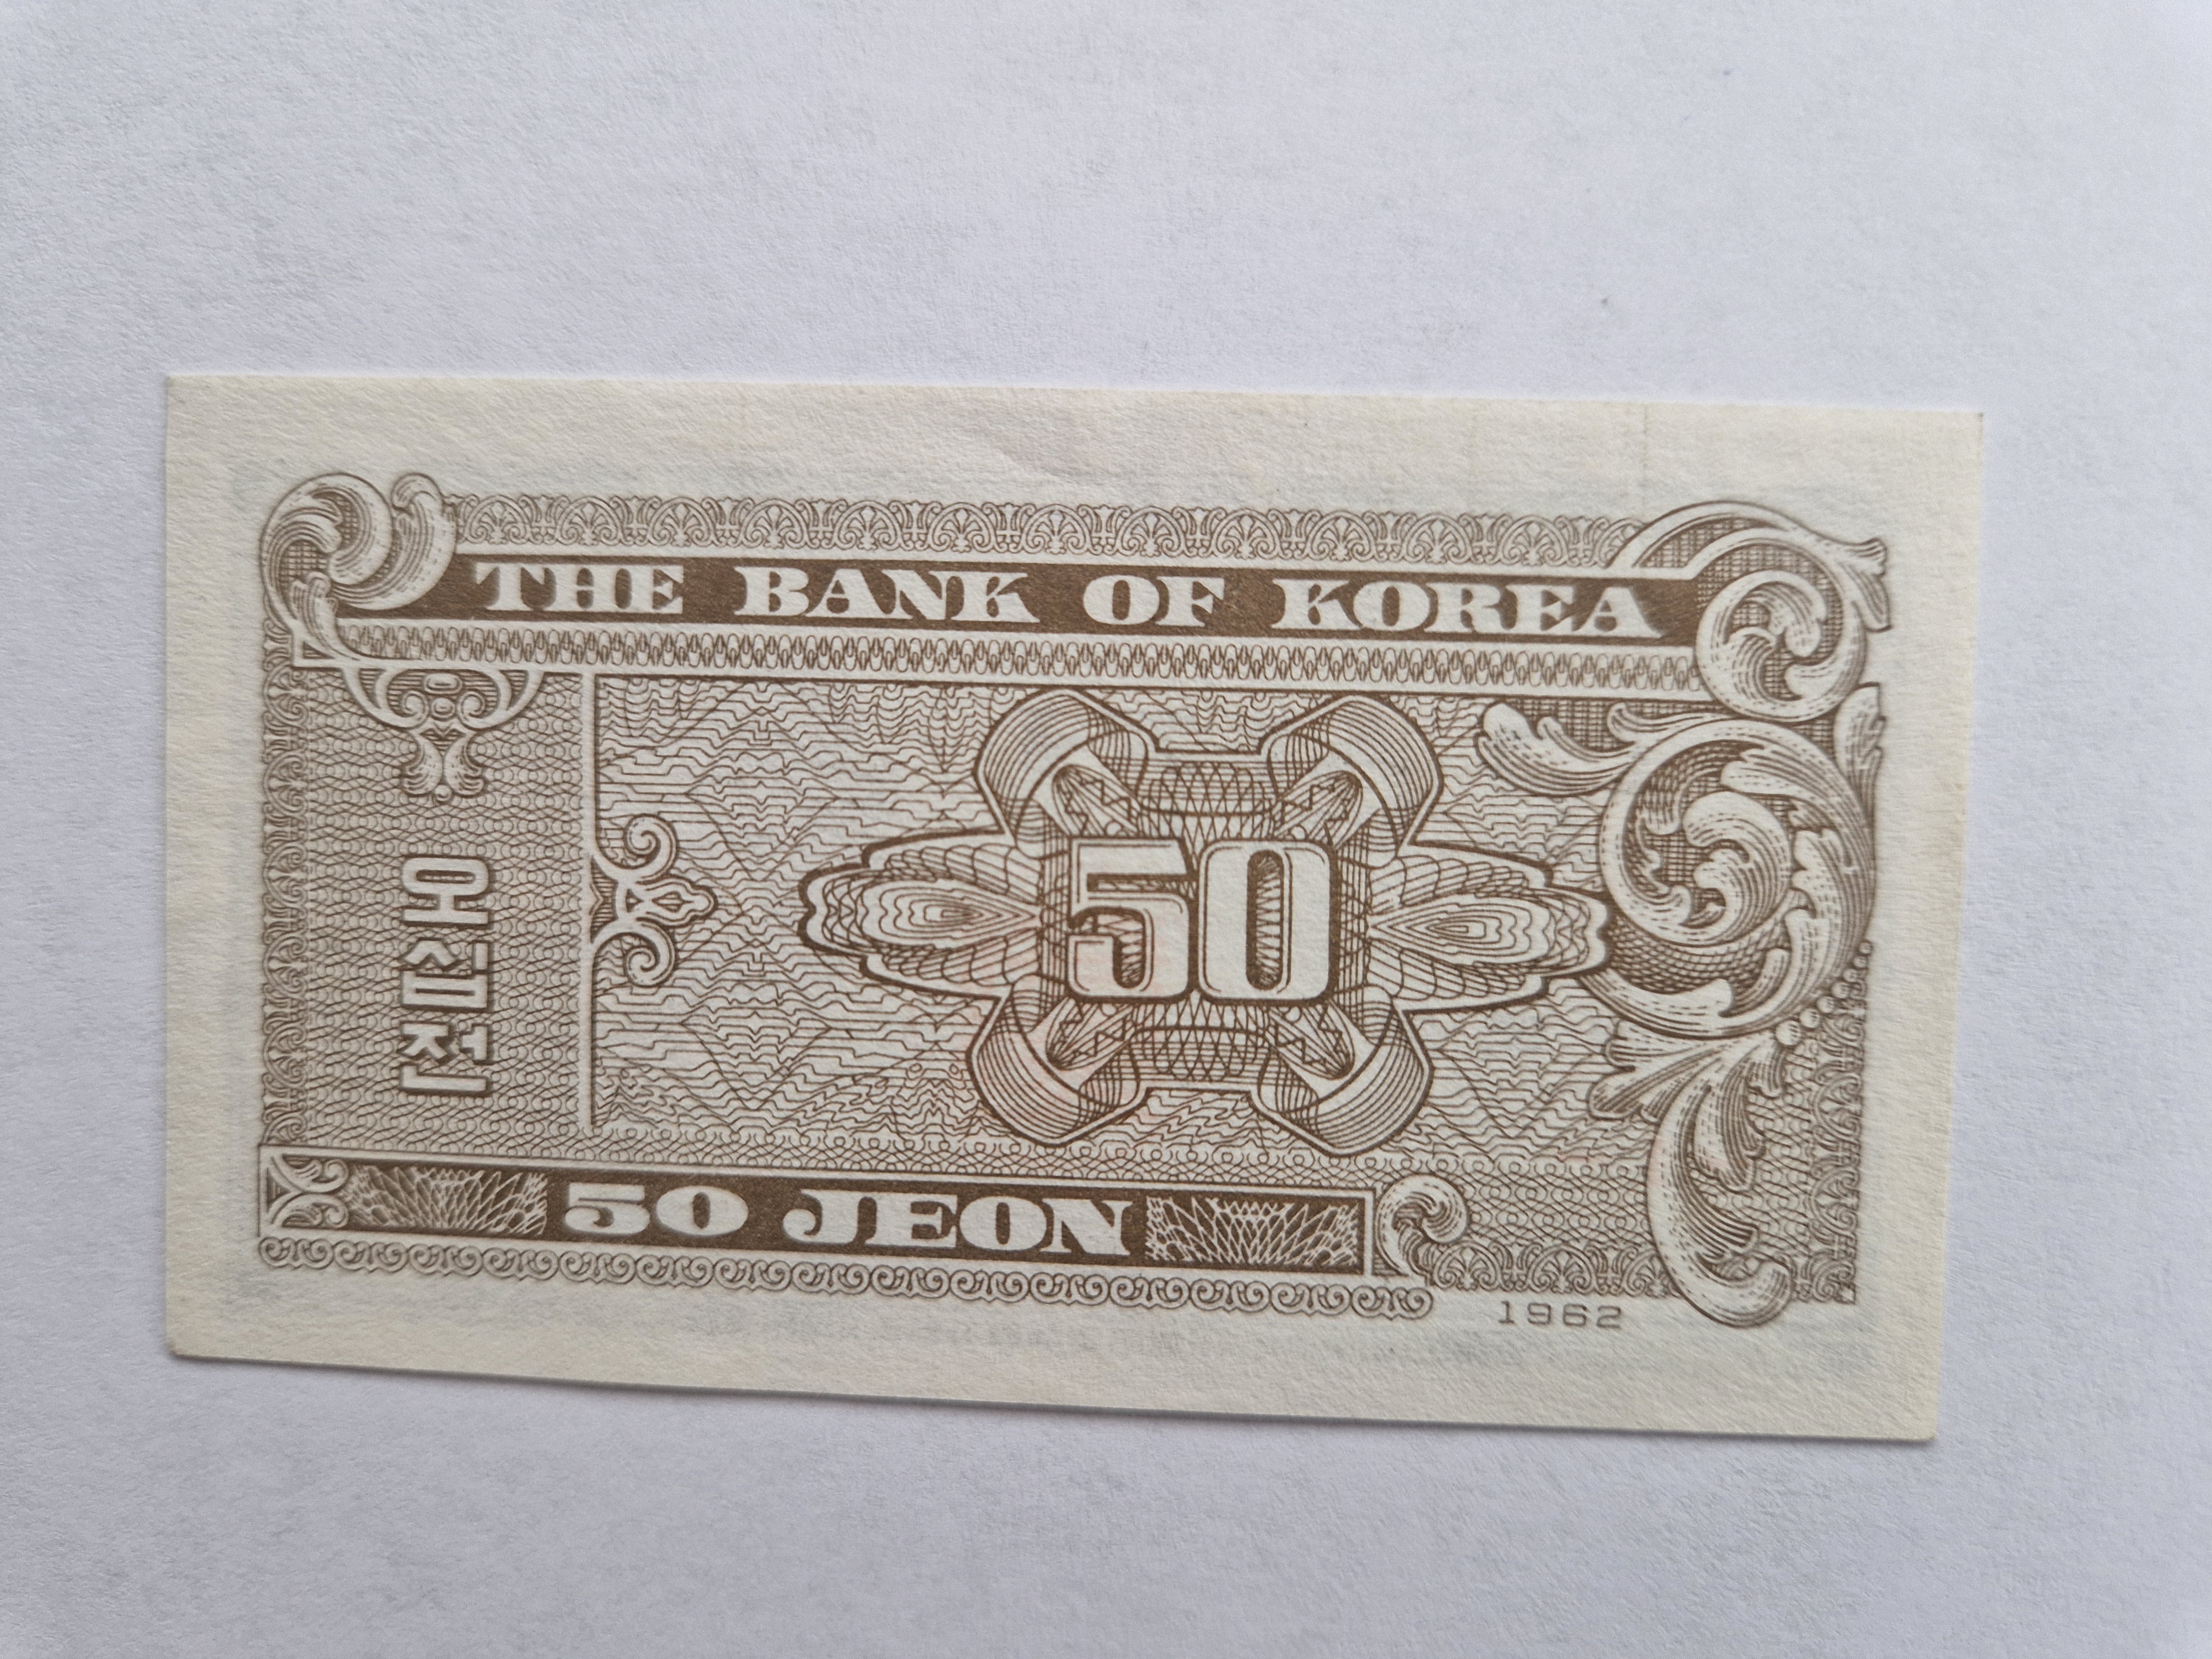 THE BANK OF KOREA
오십전
50
50 JEON
1962